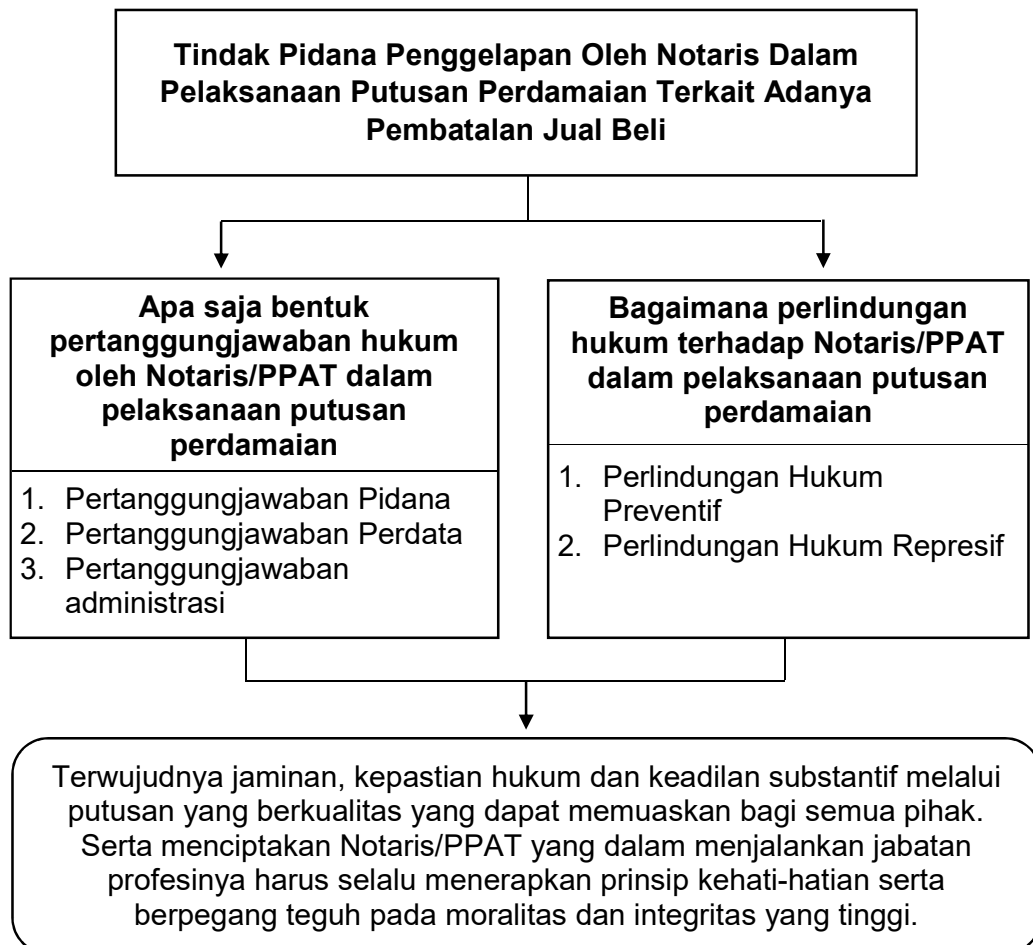 Tindak Pidana Penggelapan Oleh Notaris Dalam
Pelaksanaan Putusan Perdamaian Terkait Adanya
Pembatalan Jual Beli
Apa saja bentuk
pertanggungjawaban hukum
oleh Notaris/PPAT dalam
pelaksanaan putusan
perdamaian
1. Pertanggungjawaban Pidana
2. Pertanggungjawaban Perdata
3. Pertanggungjawaban
administrasi
Bagaimana perlindungan
hukum terhadap Notaris/PPAT
dalam pelaksanaan putusan
perdamaian
1. Perlindungan Hukum
Preventif
2. Perlindungan Hukum Represif
Terwujudnya jaminan, kepastian hukum dan keadilan substantif melalui
putusan yang berkualitas yang dapat memuaskan bagi semua pihak.
Serta menciptakan Notaris/PPAT yang dalam menjalankan jabatan
profesinya harus selalu menerapkan prinsip kehati-hatian serta
berpegang teguh pada moralitas dan integritas yang tinggi.